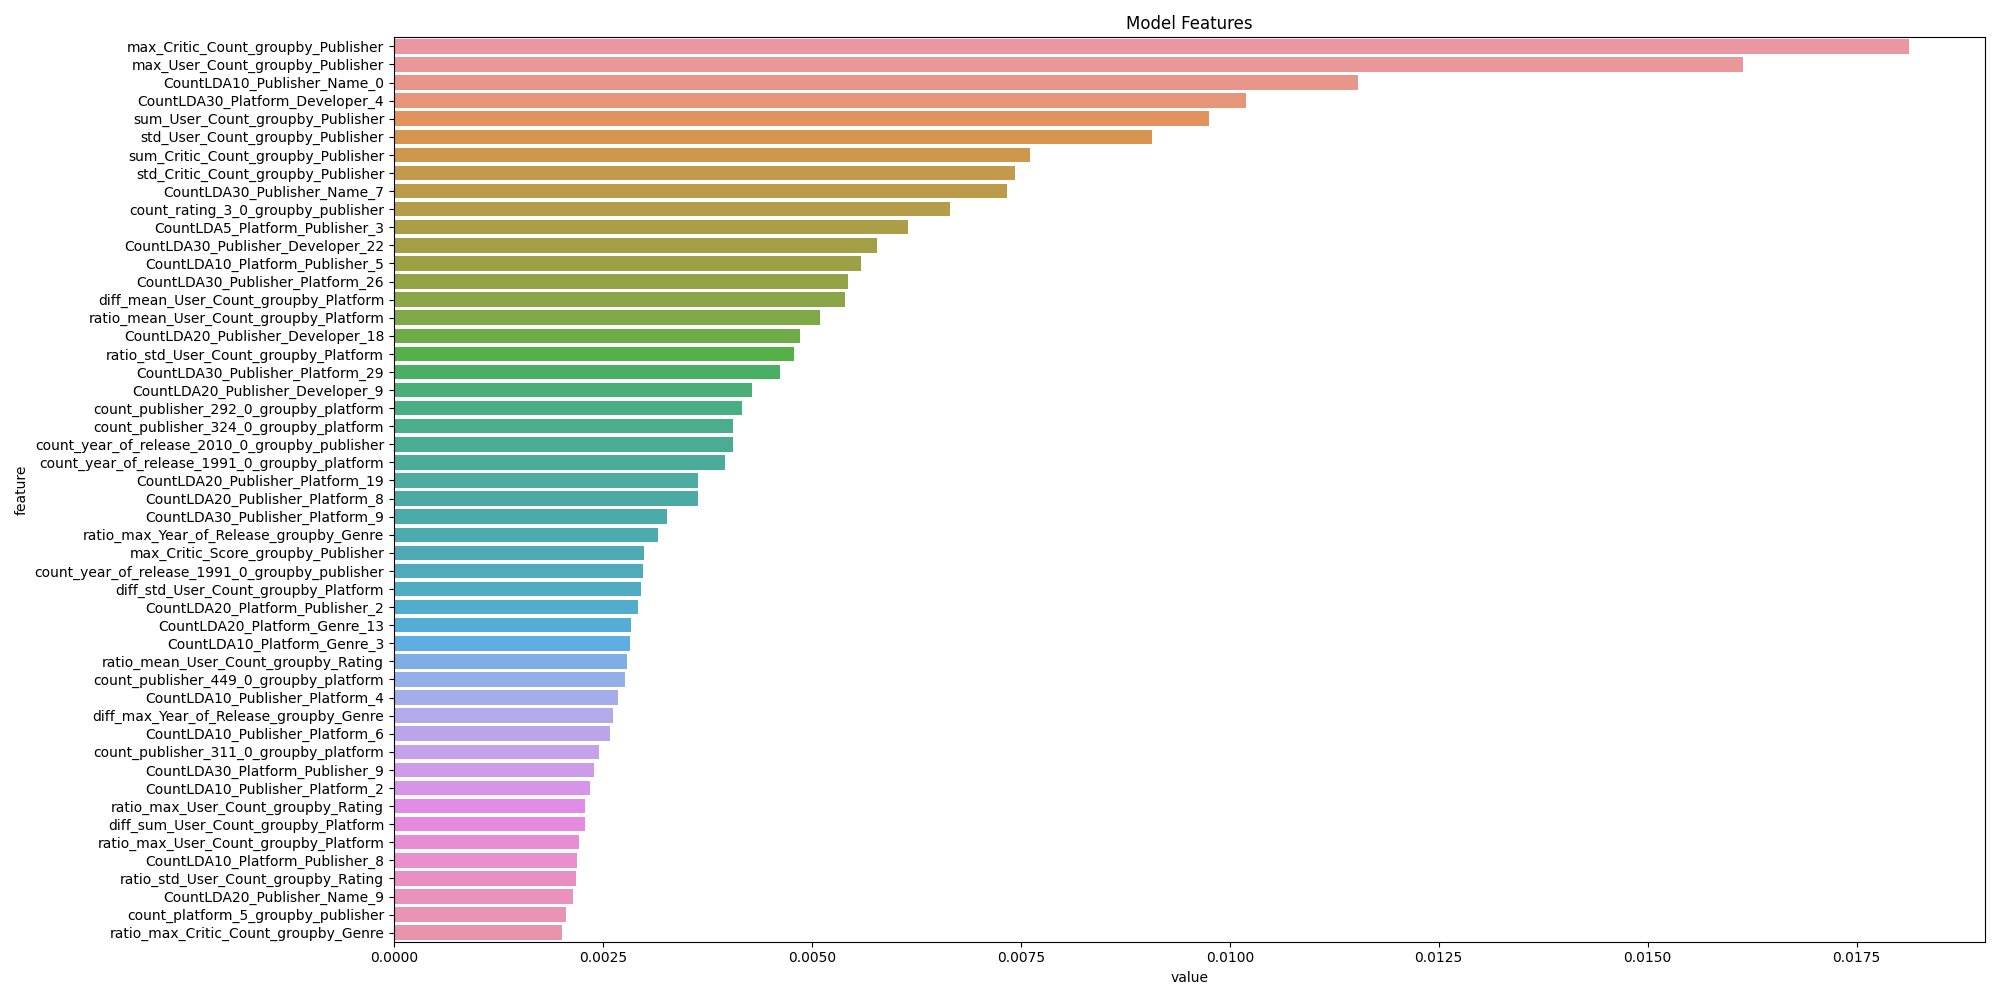 Model Features
feature
max_Critic_Count_groupby_Publisher
max_User_Count_groupby_Publisher
CountLDA10_Publisher_Name_0
CountLDA30_Platform_Developer_4
sum_User_Count_groupby_Publisher
std_User_Count_groupby_Publisher
sum_Critic_Count_groupby_Publisher
std_Critic_Count_groupby_Publisher
CountLDA30_Publisher_Name_7
count_rating_3_0_groupby_publisher
CountLDA5_Platform_Publisher_3
CountLDA30_Publisher_Developer_22
CountLDA10_Platform_Publisher_5
CountLDA30_Publisher_Platform_26
diff_mean_User_Count_groupby_Platform
ratio_mean_User_Count_groupby_Platform
CountLDA20_Publisher_Developer_18
ratio_std_User_Count_groupby_Platform
CountLDA30_Publisher_Platform_29
CountLDA20_Publisher_Developer_9
count_publisher_292_0_groupby_platform
count_publisher_324_0_groupby_platform
count_year_of_release_2010_0_groupby_publisher
count_year_of_release_1991_0_groupby_platform
CountLDA20_Publisher_Platform_19
CountLDA20_Publisher_Platform_8
CountLDA30_Publisher_Platform_9
ratio_max_Year_of_Release_groupby_Genre
max_Critic_Score_groupby_Publisher
count_year_of_release_1991_0_groupby_publisher
diff_std_User_Count_groupby_Platform
CountLDA20_Platform_Publisher_2
CountLDA20_Platform_Genre_13
CountLDA10_Platform_Genre_3
ratio_mean_User_Count_groupby_Rating
count_publisher_449_0_groupby_platform
CountLDA10_Publisher_Platform_4
diff_max_Year_of_Release_groupby_Genre
CountLDA10_Publisher_Platform_6
count_publisher_311_0_groupby_platform
CountLDA30_Platform_Publisher_9
CountLDA10_Publisher_Platform_2
ratio_max_User_Count_groupby_Rating
diff_sum_User_Count_groupby_Platform
ratio_max_User_Count_groupby_Platform
CountLDA10_Platform_Publisher_8
ratio_std_User_Count_groupby_Rating
CountLDA20_Publisher_Name_9
count_platform_5_groupby_publisher
ratio_max_Critic_Count_groupby_Genre
0.0000 0.0025 0.0050 0.0075 0.0100 0.0125 0.0150 0.0175
value